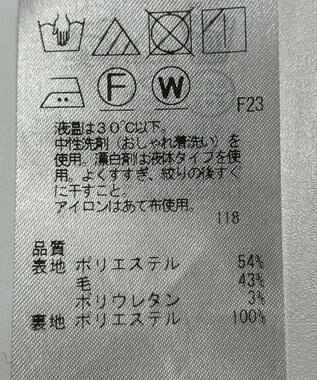 F W
F23
液温は30℃以下。
中性洗剤（おしゃれ着洗い）を
使用。漂白剤は液体タイプを使
用。よくすすぎ、絞りの後すぐ
に干すこと。
アイロンはあて布使用。
118
品質
表地 ポリエステル 54%
毛 43%
ポリウレタン 3%
裏地 ポリエステル 100%